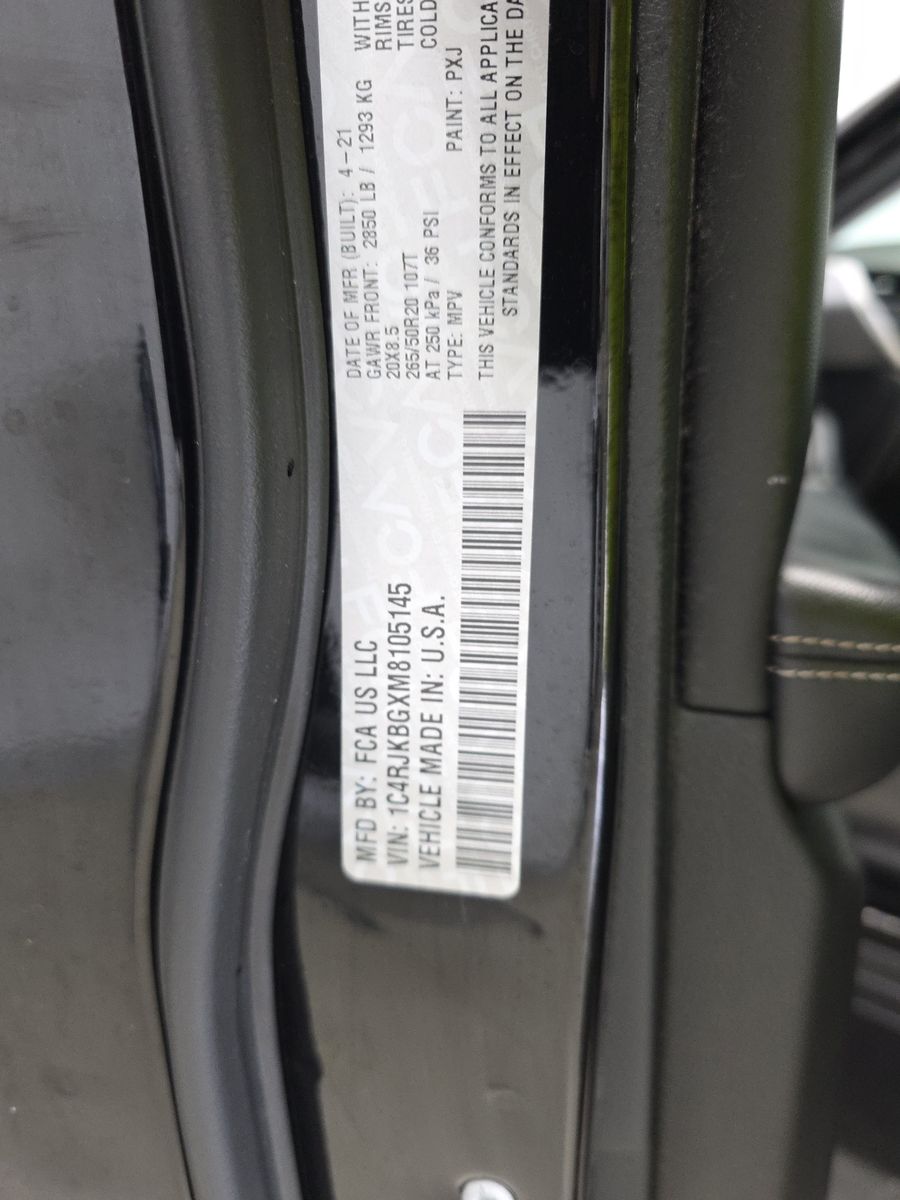 MFD BY: FCA US LLC
VIN: 1C4RJKBGXM8105145
VEHICLE MADE IN: U.S.A.
DATE OF MFR (BUILT): 4-21
GAWR FRONT: 2850 LB / 1293 KG WITH
20X8.5 RIMS
265/50R20 107T TIRES
AT 250 kPa / 36 PSI COLD
TYPE: MPV PAINT: PXJ
THIS VEHICLE CONFORMS TO ALL APPLICA
STANDARDS IN EFFECT ON THE DA